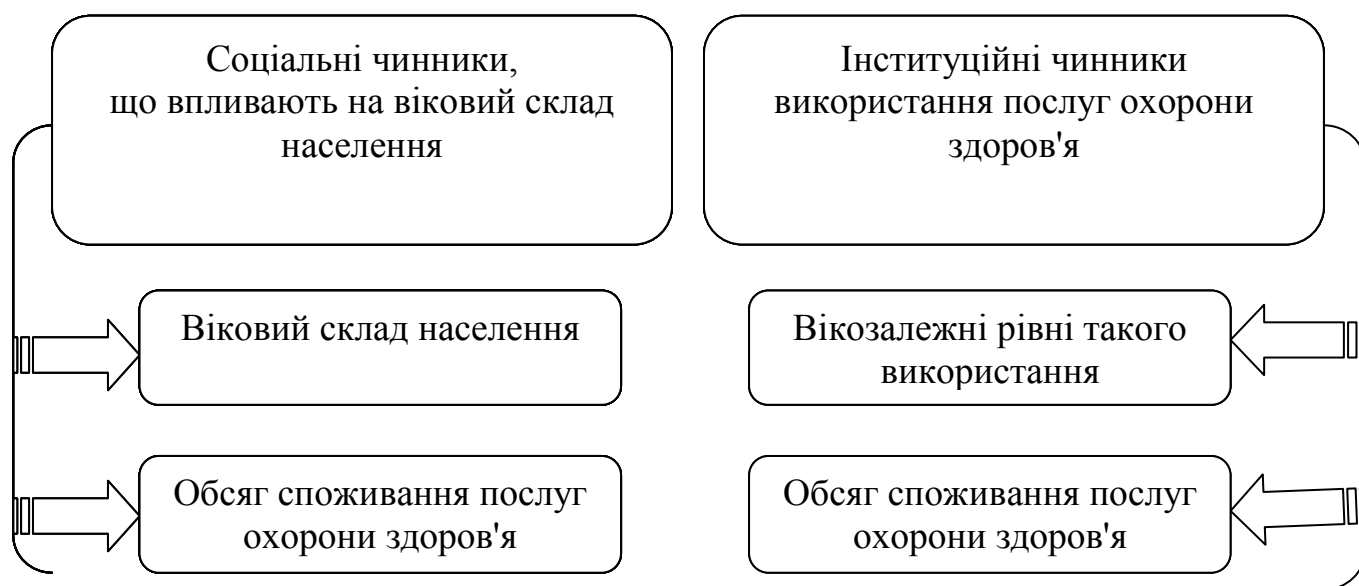 Соціальні чинники,
що впливають на віковий склад
населення
Інституційні чинники
використання послуг охорони
здоров'я
Віковий склад населення
Вікозалежні рівні такого
використання
Обсяг споживання послуг
охорони здоров'я
Обсяг споживання послуг
охорони здоров'я